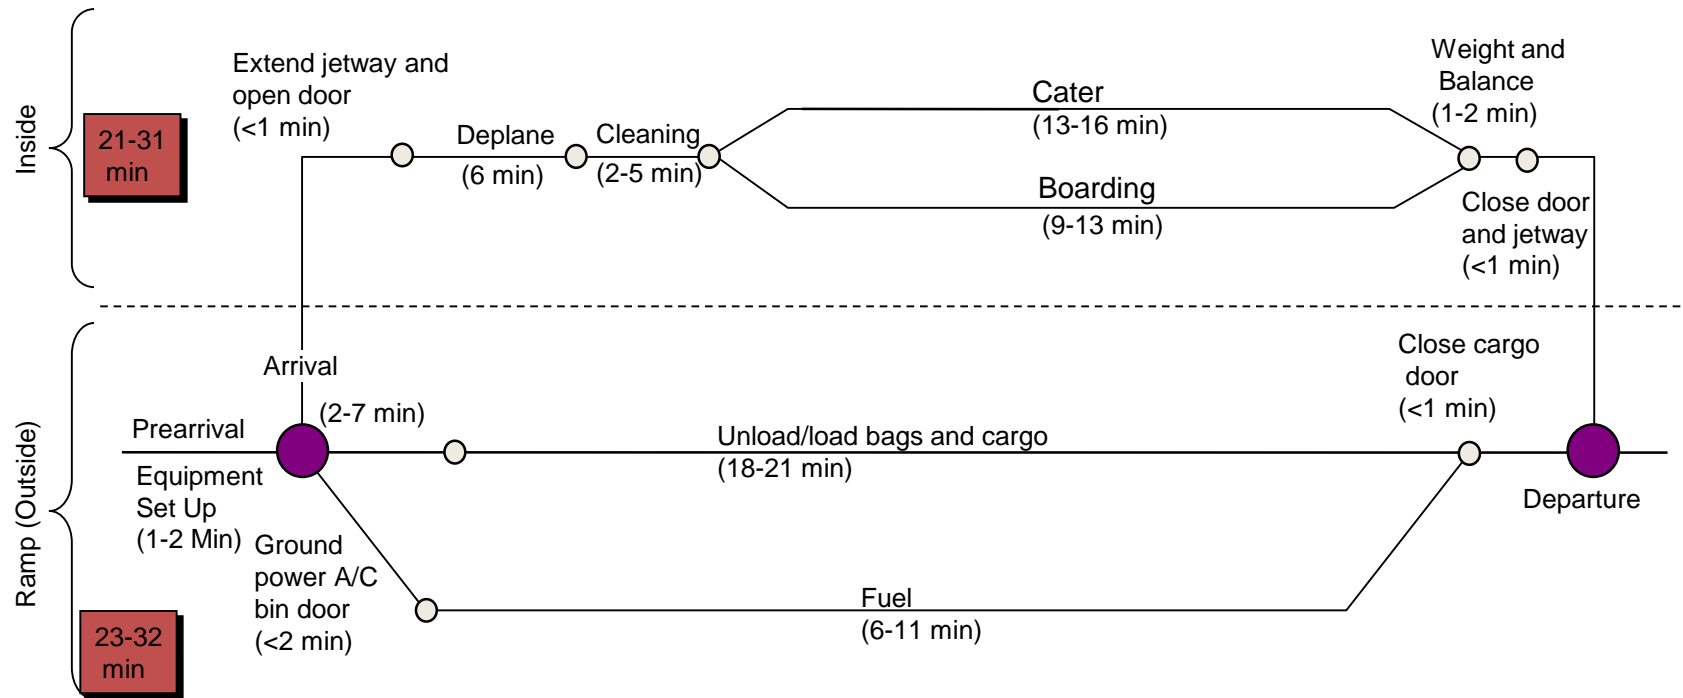 Inside
21-31
min
Extend jetway and
open door
(<1 min)
Deplane
(6 min)
Cleaning
(2-5 min)
Cater
(13-16 min)
Boarding
(9-13 min)
Weight and
Balance
(1-2 min)
Close door
and jetway
(<1 min)
Ramp (Outside)
23-32
min
Arrival
(2-7 min)
Prearrival
Equipment
Set Up
(1-2 Min)
Ground
power A/C
bin door
(<2 min)
Unload/load bags and cargo
(18-21 min)
Fuel
(6-11 min)
Close cargo
door
(<1 min)
Departure